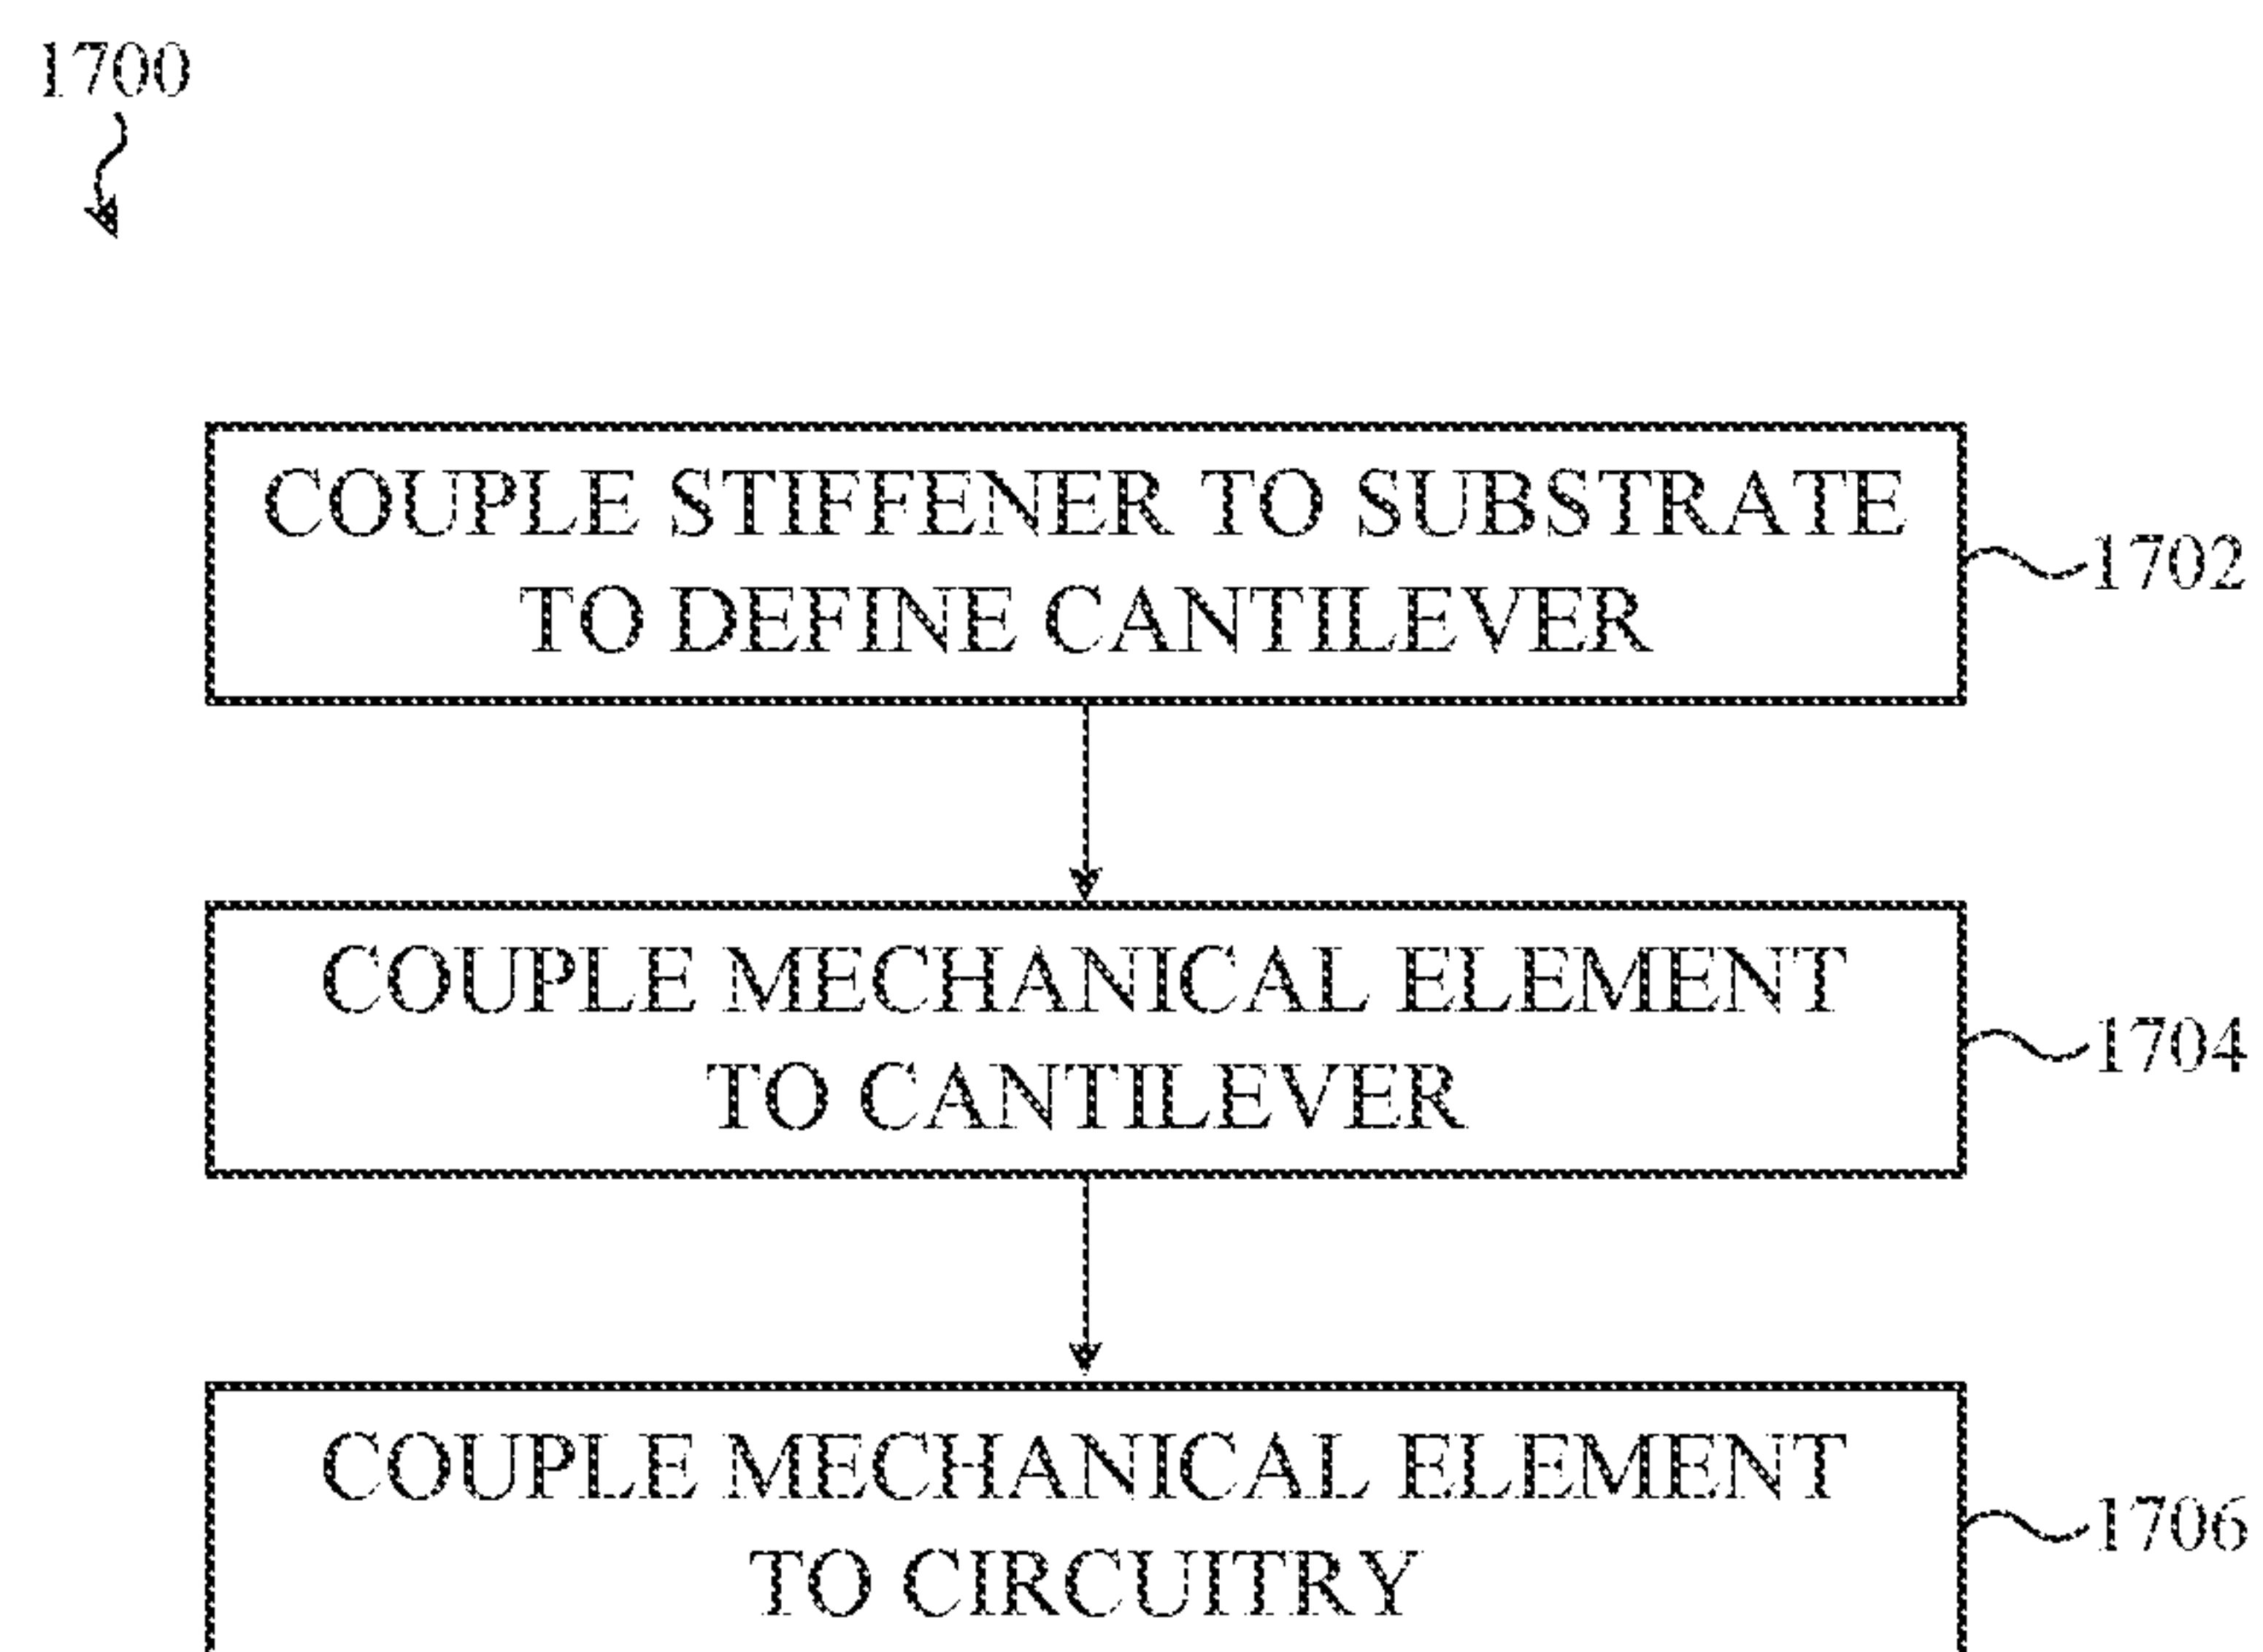 1700
COUPLE STIFFENER TO SUBSTRATE
TO DEFINE CANTILEVER
1702
COUPLE MECHANICAL ELEMENT
TO CANTILEVER
1704
COUPLE MECHANICAL ELEMENT
TO CIRCUITRY
1706